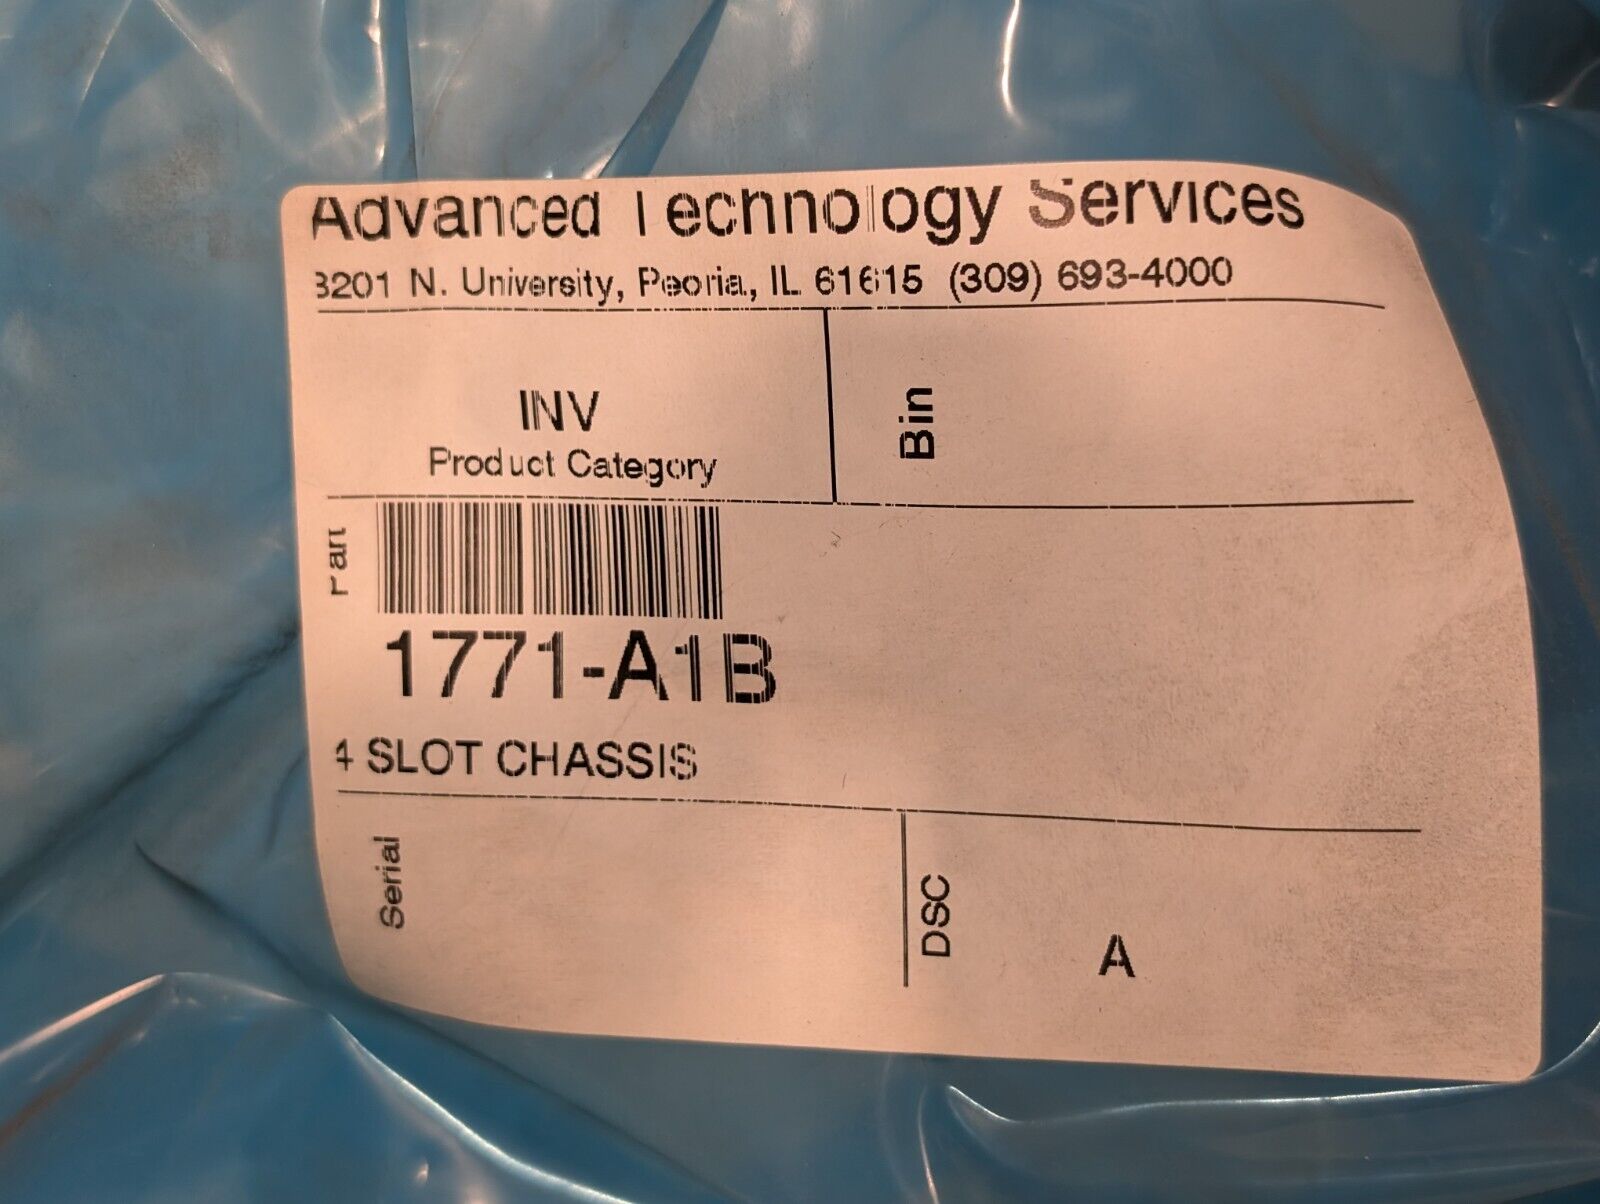 Advanced Technology Services
3201 N. University, Peoria, IL 61615 (309) 693-4000
INV
Product Category
Bin
Part
1771-A1B
4 SLOT CHASSIS
Serial
DSC
A